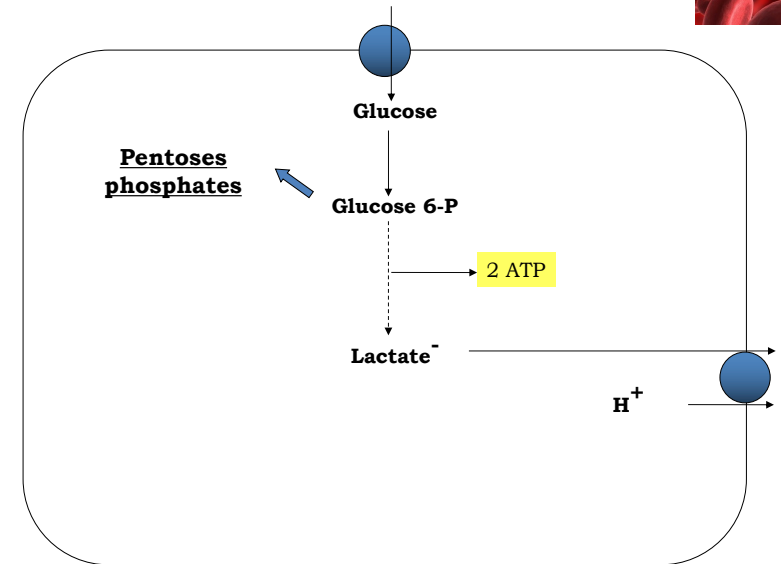 Glucose
Pentoses
phosphates
Glucose 6-P
2 ATP
Lactate⁻
H⁺